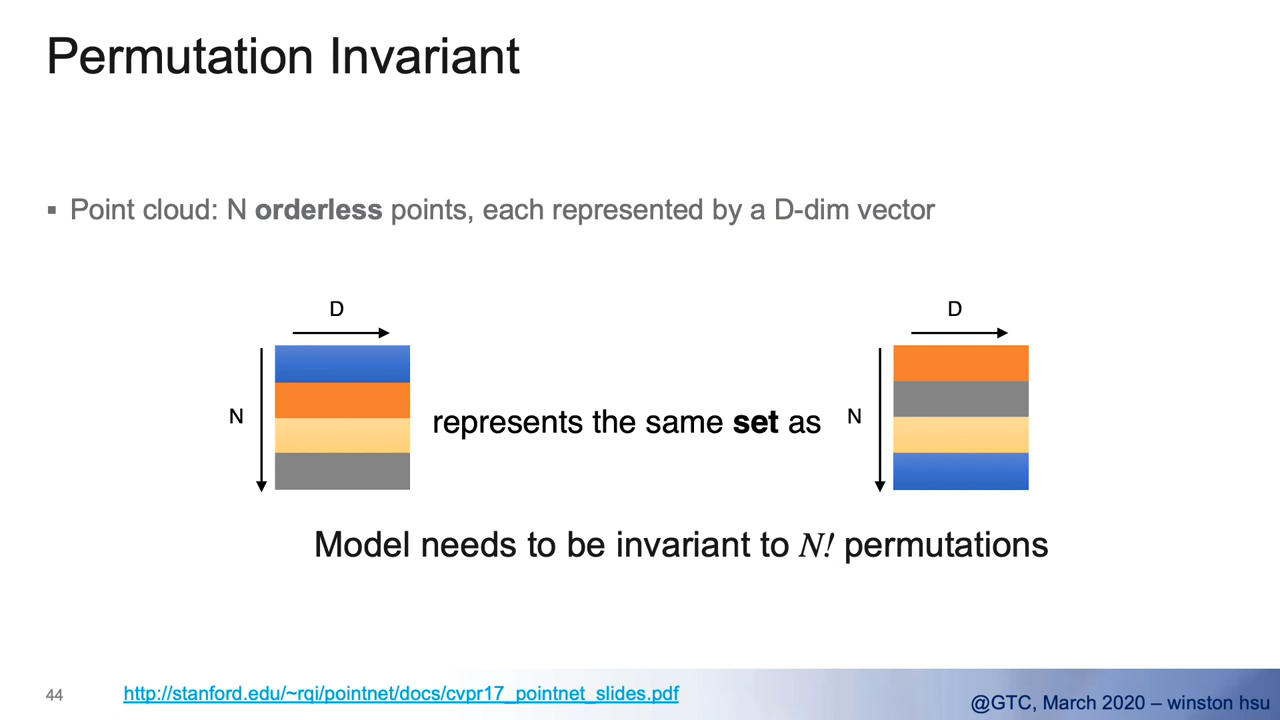 Permutation Invariant
▪ Point cloud: N orderless points, each represented by a D-dim vector
D
D
N
represents the same set as
N
Model needs to be invariant to N! permutations
44
http://stanford.edu/~rqi/pointnet/docs/cvpr17_pointnet_slides.pdf
@GTC, March 2020 – winston hsu